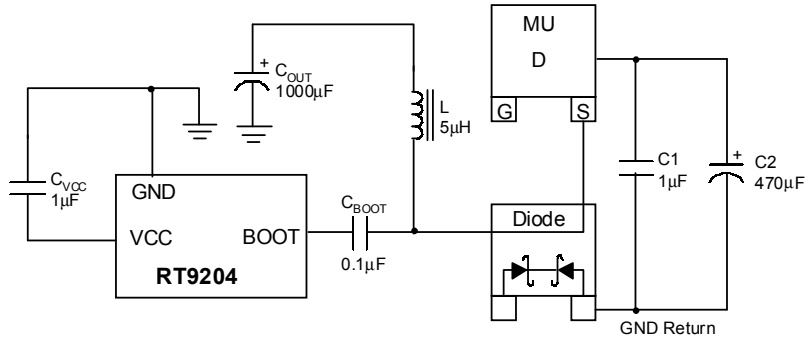 MU
D
G S
C_OUT
1000µF
L
5µH
C_VCC
1µF
GND
VCC BOOT
RT9204
C_BOOT
0.1µF
Diode
C1
1µF
C2
470µF
GND Return
+
+